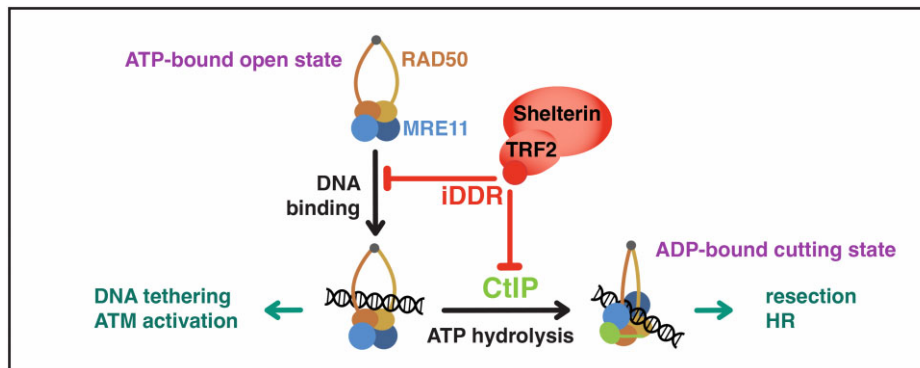 ATP-bound open state
RAD50
MRE11
Shelterin
TRF2
iDDR
DNA
binding
CtIP
ATP hydrolysis
DNA tethering
ATM activation
ADP-bound cutting state
resection
HR